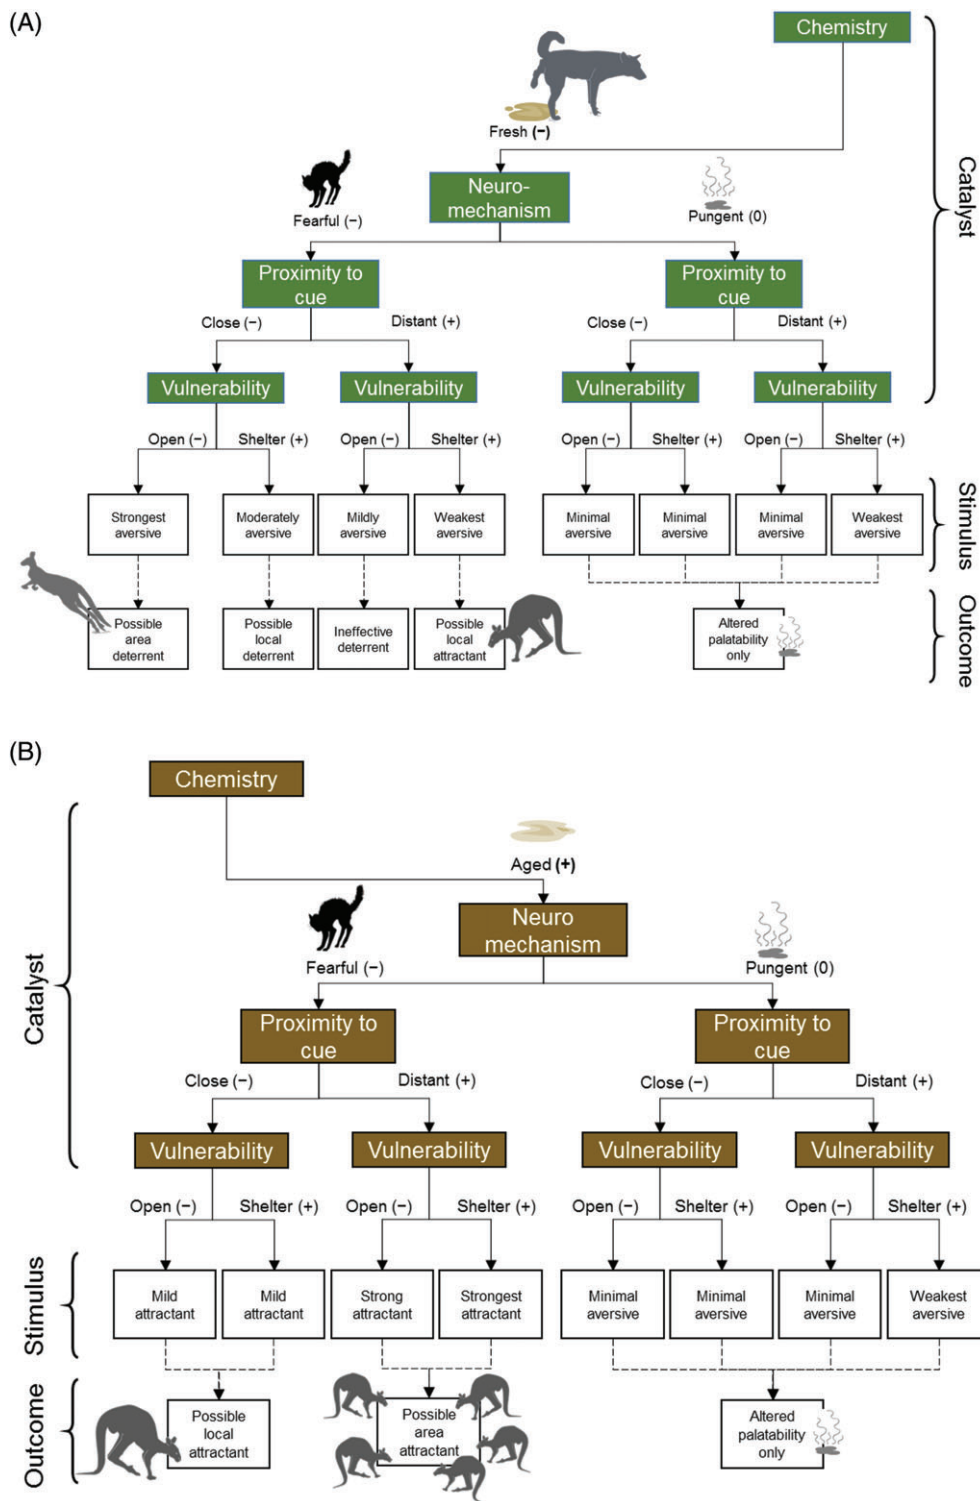 (A)
Chemistry
Fresh (−)
Neuro-
mechanism
Fearful (−)
Pungent (0)
Catalyst
Proximity to
cue
Proximity to
cue
Close (−)
Distant (+)
Close (−)
Distant (+)
Vulnerability
Vulnerability
Vulnerability
Vulnerability
Open (−)
Shelter (+)
Open (−)
Shelter (+)
Open (−)
Shelter (+)
Open (−)
Shelter (+)
Strongest
aversive
Moderately
aversive
Mildly
aversive
Weakest
aversive
Minimal
aversive
Minimal
aversive
Minimal
aversive
Weakest
aversive
Stimulus
Possible
area
deterrent
Possible
local
deterrent
Ineffective
deterrent
Possible
local
attractant
Altered
palatability
only
Outcome
(B)
Chemistry
Aged (+)
Neuro
mechanism
Fearful (−)
Pungent (0)
Catalyst
Proximity to
cue
Proximity to
cue
Close (−)
Distant (+)
Close (−)
Distant (+)
Vulnerability
Vulnerability
Vulnerability
Vulnerability
Open (−)
Shelter (+)
Open (−)
Shelter (+)
Open (−)
Shelter (+)
Open (−)
Shelter (+)
Stimulus
Mild
attractant
Mild
attractant
Strong
attractant
Strongest
attractant
Minimal
aversive
Minimal
aversive
Minimal
aversive
Weakest
aversive
Outcome
Possible
local
attractant
Possible
area
attractant
Altered
palatability
only